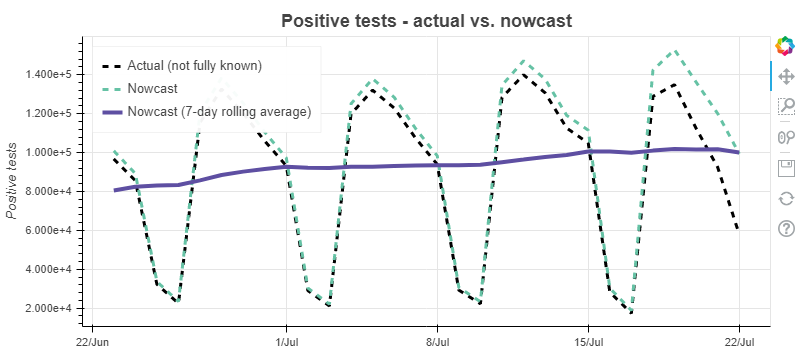 Positive tests - actual vs. nowcast
Actual (not fully known)
Nowcast
Nowcast (7-day rolling average)
Positive tests
1.400e+5
1.200e+5
1.000e+5
8.000e+4
6.000e+4
4.000e+4
2.000e+4
22/Jun
1/Jul
8/Jul
15/Jul
22/Jul